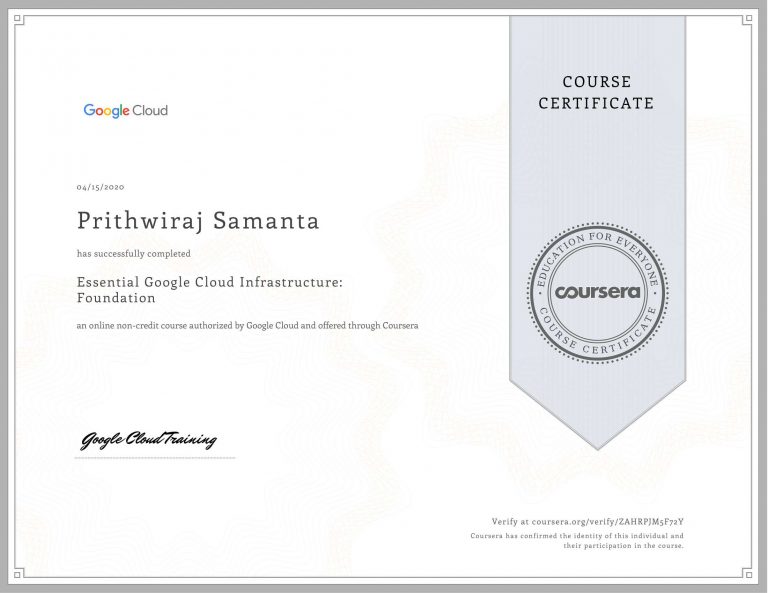 COURSE
CERTIFICATE
Google Cloud
04/15/2020
Prithwiraj Samanta
has successfully completed
Essential Google Cloud Infrastructure:
Foundation
an online non-credit course authorized by Google Cloud and offered through Coursera
EDUCATION FOR EVERYONE
coursera
COURSE CERTIFICATE
Google Cloud Training
Verify at coursera.org/verify/ZAHRPJM5F72Y
Coursera has confirmed the identity of this individual and
their participation in the course.